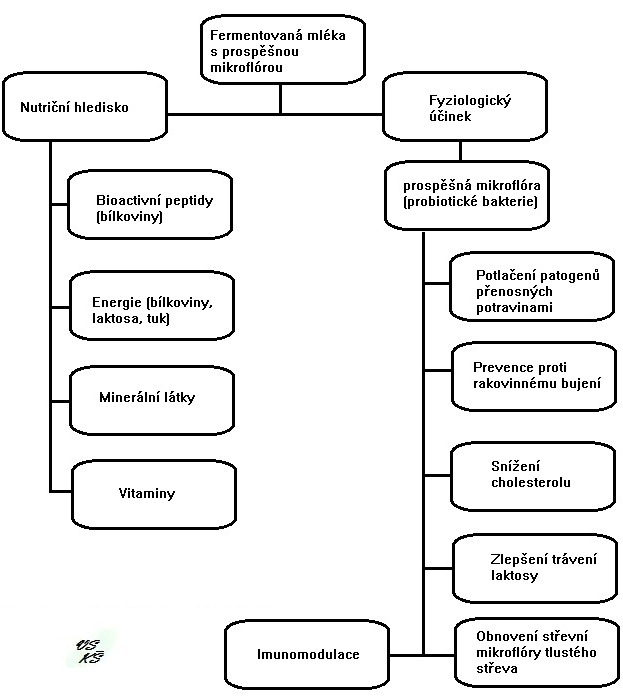 Fermentovaná mléka
s prospěšnou
mikroflórou
Nutriční hledisko
Fyziologický
účinek
Bioactivní peptidy
(bílkoviny)
prospěšná mikroflóra
(probiotické bakterie)
Energie (bílkoviny,
laktosa, tuk)
Potlačení patogenů
přenosných
potravinami
Minerální látky
Prevence proti
rakovinnému bujení
Vitaminy
Snížení
cholesterolu
Zlepšení trávení
laktosy
Imunomodulace
Obnovení střevní
mikroflóry tlustého
střeva
VS
KŠ